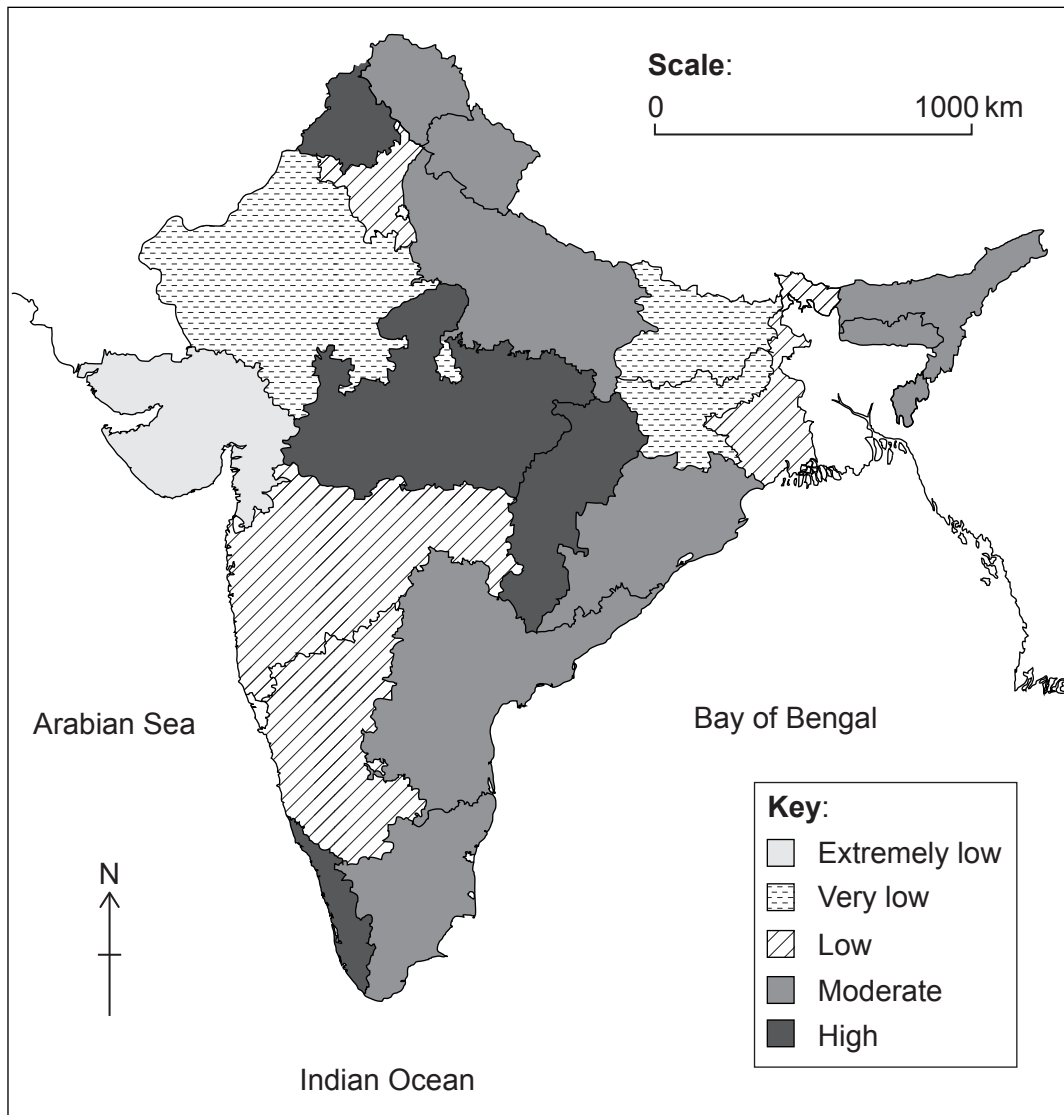 Scale:
0 1000 km
Arabian Sea
Bay of Bengal
N
Key:
Extremely low
Very low
Low
Moderate
High
Indian Ocean